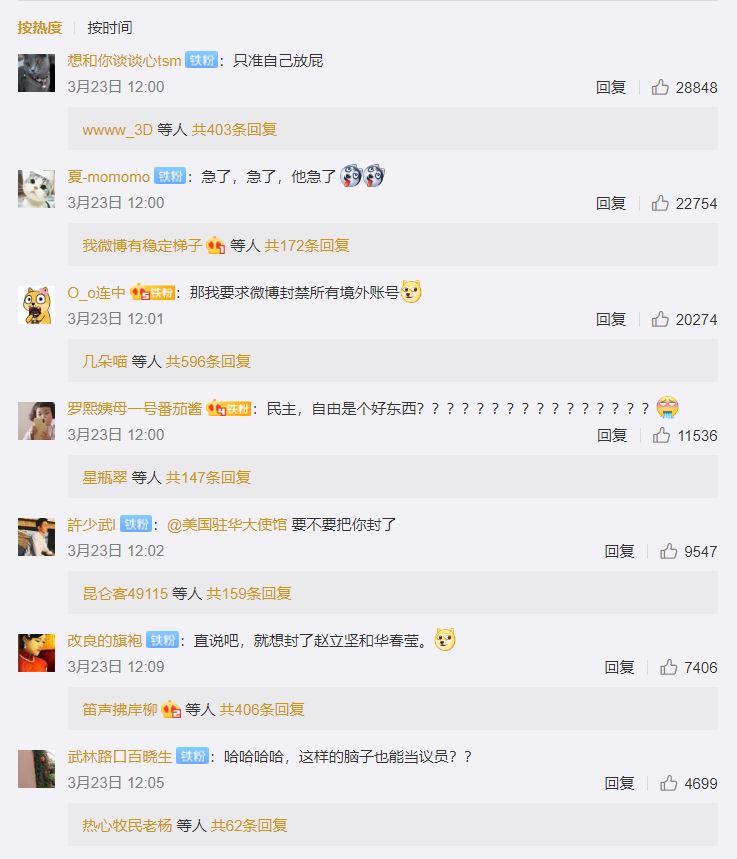 按热度 按时间
想和你谈谈心tsm 铁粉：只准自己放屁
3月23日 12:00 回复 28848
wwww_3D 等人 共403条回复
夏-momomo 铁粉：急了，急了，他急了
3月23日 12:00 回复 22754
我微博有稳定梯子 等人 共172条回复
O_o连中 5铁粉：那我要求微博封禁所有境外账号
3月23日 12:01 回复 20274
几朵喵 等人 共596条回复
罗熙姨母一号番茄酱 4铁粉：民主，自由是个好东西？？？？？？？？？？？？？？？？
3月23日 12:00 回复 11536
星瓶翠 等人 共147条回复
許少武l 铁粉：@美国驻华大使馆 要不要把你封了
3月23日 12:02 回复 9547
昆仑客49115 等人 共159条回复
改良的旗袍 铁粉：直说吧，就想封了赵立坚和华春莹。
3月23日 12:09 回复 7406
笛声拂岸柳 等人 共406条回复
武林路口百晓生 铁粉：哈哈哈哈，这样的脑子也能当议员？？
3月23日 12:05 回复 4699
热心牧民老杨 等人 共62条回复